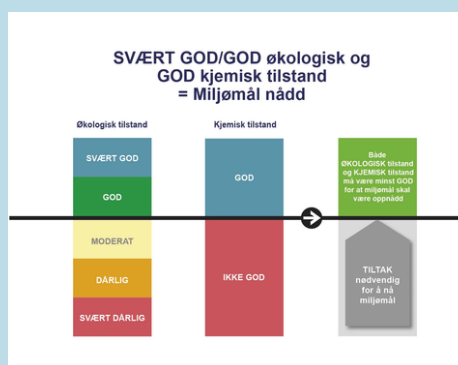 SVÆRT GOD/GOD økologisk og
GOD kjemisk tilstand
= Miljømål nådd
Økologisk tilstand
SVÆRT GOD
GOD
MODERAT
DÅRLIG
SVÆRT DÅRLIG
Kjemisk tilstand
GOD
IKKE GOD
Både
ØKOLOGISK tilstand
og KJEMISK tilstand
må være minst GOD
for at miljømål skal
være oppnådd
TILTAK
nødvendig
for å nå
miljømål